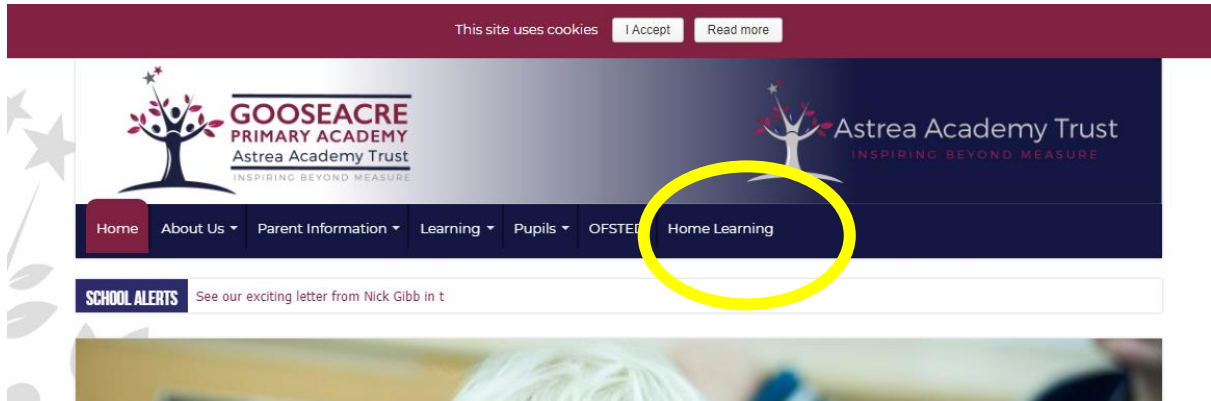 This site uses cookies I Accept Read more
GOOSEACRE
PRIMARY ACADEMY
Astrea Academy Trust
INSPIRING BEYOND MEASURE
Astrea Academy Trust
INSPIRING BEYOND MEASURE
Home About Us Parent Information Learning Pupils OFSTED Home Learning
SCHOOL ALERTS See our exciting letter from Nick Gibb in t